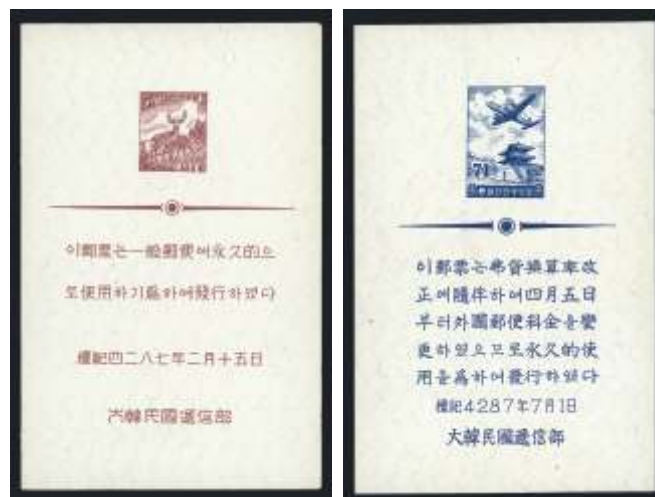 이郵票는一般郵便에永久的으
로使用하기爲하여發行하였다
檀紀四二八七年二月十五日
大韓民國遞信部
71
이郵票는弗貨換算率改
正에隨伴하여四月五日
부터外國郵便料金을變
更하였으므로永久的使
用을爲하여發行하였다
檀紀4287年7月1日
大韓民國遞信部